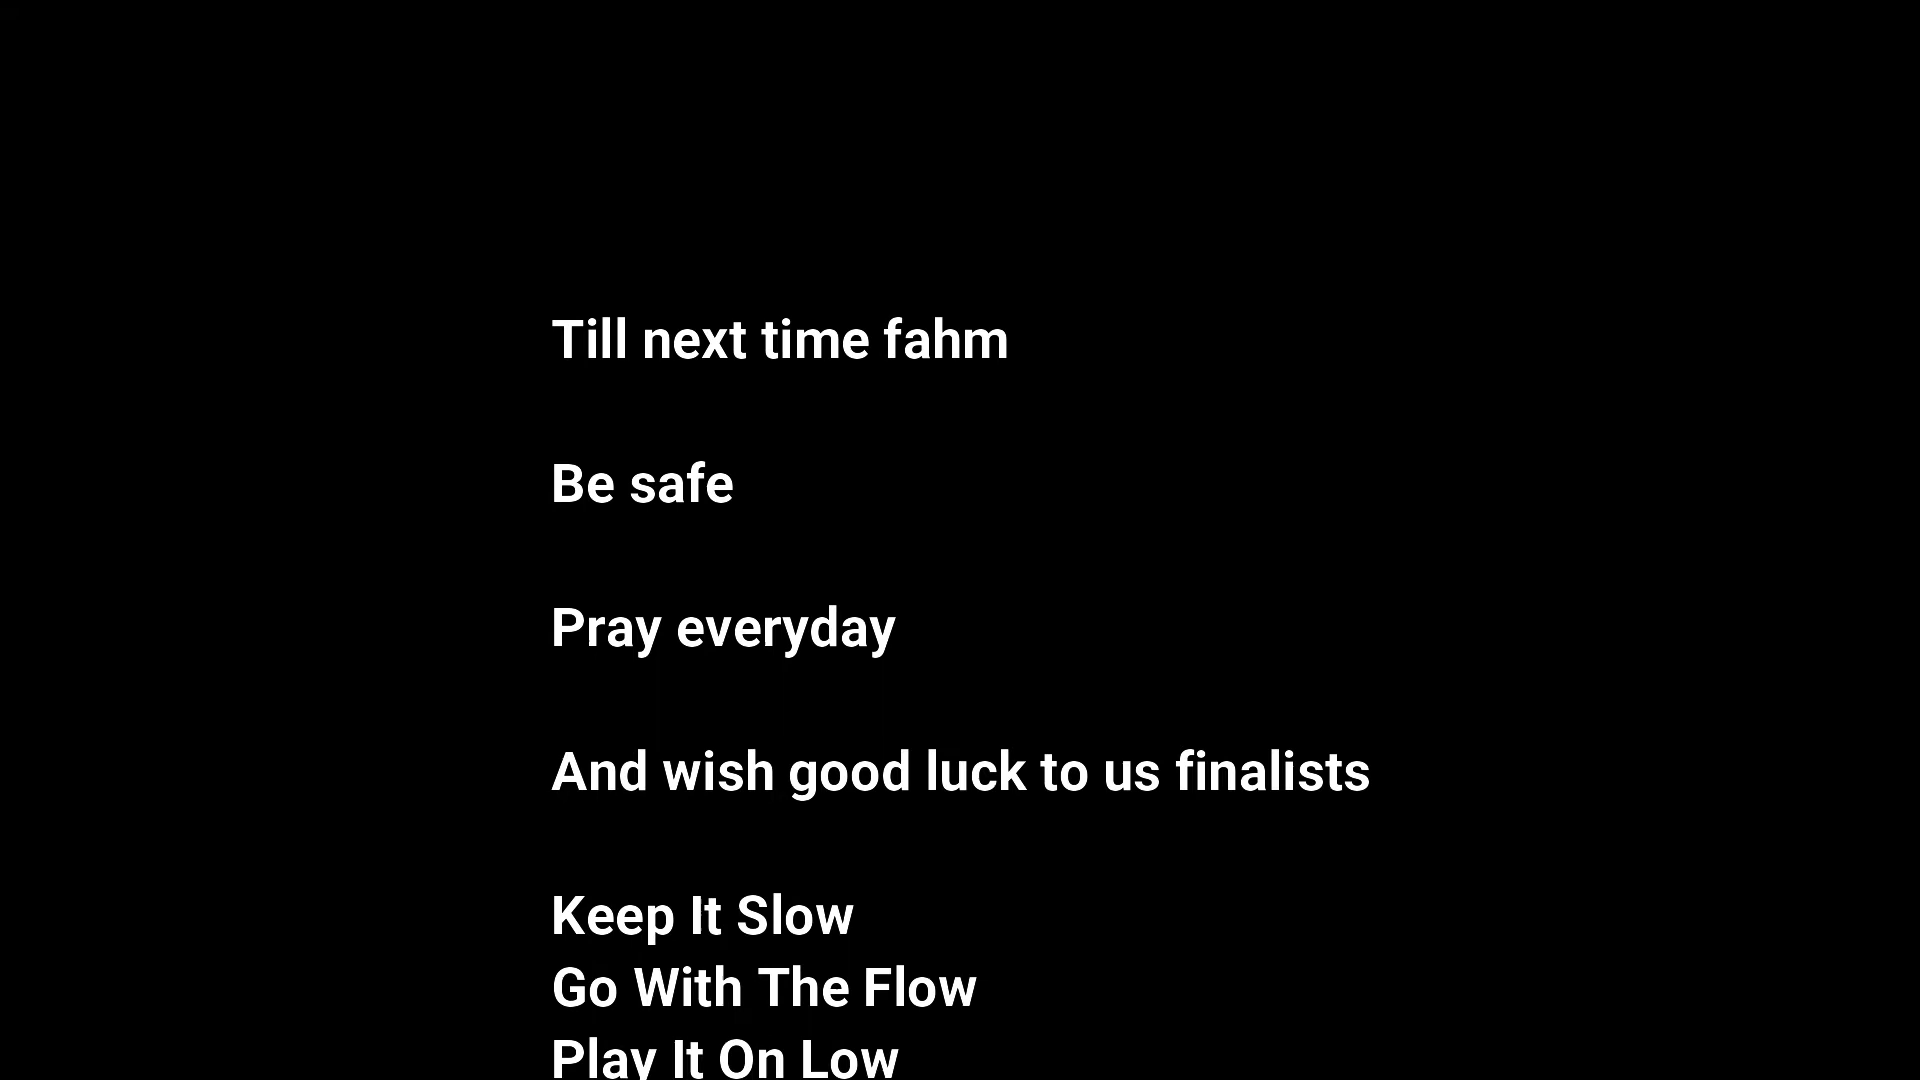 Till next time fahm
Be safe
Pray everyday
And wish good luck to us finalists
Keep It Slow
Go With The Flow
Play It On Low